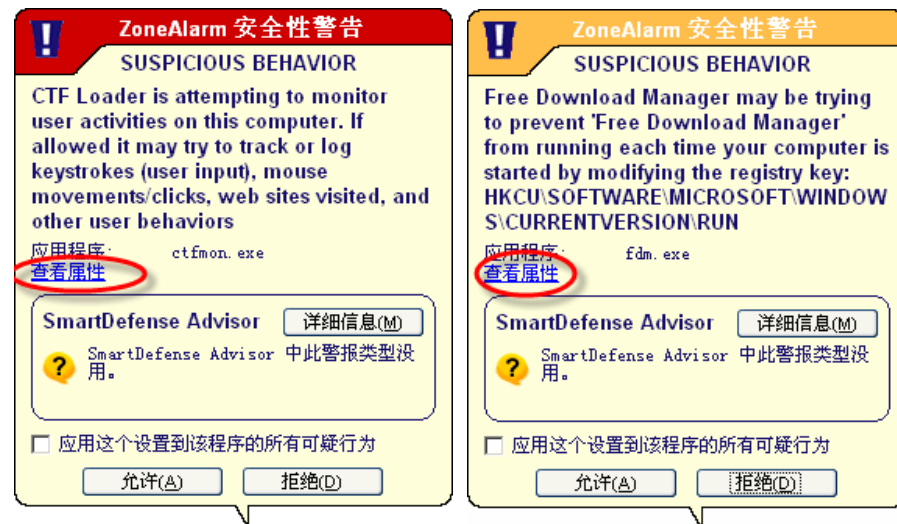 ZoneAlarm 安全性警告
SUSPICIOUS BEHAVIOR
CTF Loader is attempting to monitor
user activities on this computer. If
allowed it may try to track or log
keystrokes (user input), mouse
movements/clicks, web sites visited, and
other user behaviors
应用程序: ctfmon.exe
查看属性
SmartDefense Advisor 详细信息(M)
SmartDefense Advisor 中此警报类型没
用。
应用这个设置到该程序的所有可疑行为
允许(A) 拒绝(D)
ZoneAlarm 安全性警告
SUSPICIOUS BEHAVIOR
Free Download Manager may be trying
to prevent 'Free Download Manager'
from running each time your computer is
started by modifying the registry key:
HKCU\SOFTWARE\MICROSOFT\WINDOW
S\CURRENTVERSION\RUN
应用程序: fdm.exe
查看属性
SmartDefense Advisor 详细信息(M)
SmartDefense Advisor 中此警报类型没
用。
应用这个设置到该程序的所有可疑行为
允许(A) 拒绝(D)